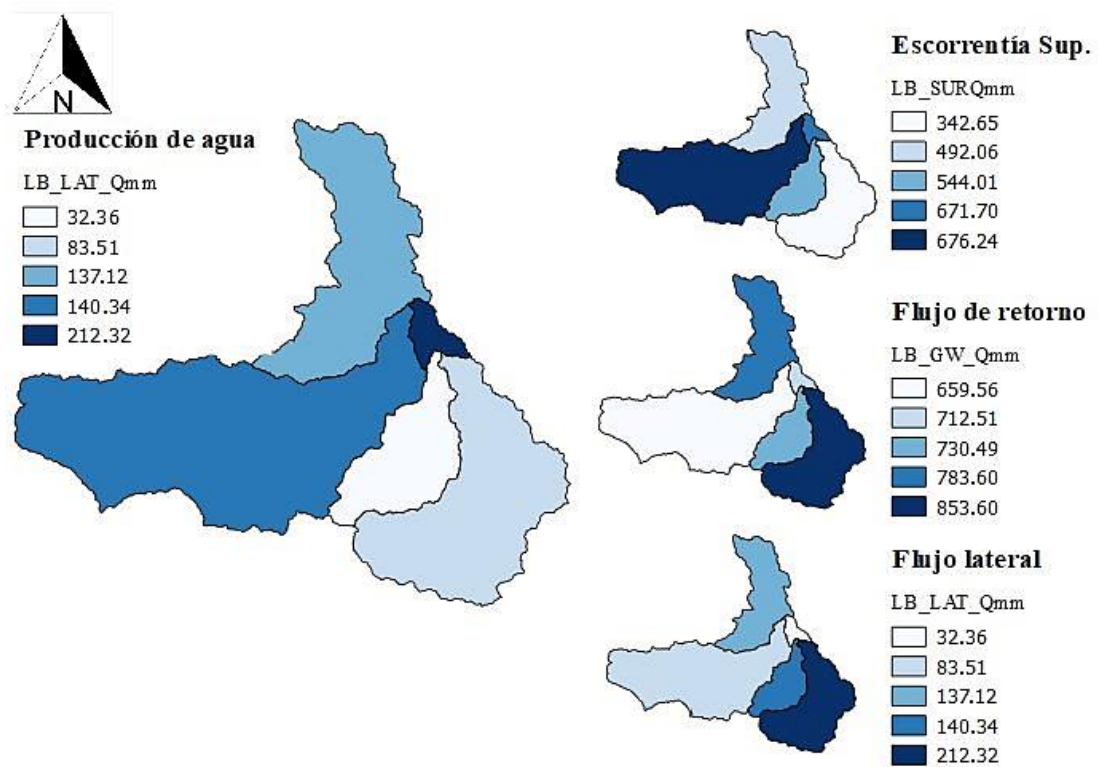 N
Producción de agua
LB_LAT_Qmm
32.36
83.51
137.12
140.34
212.32
Escorrentía Sup.
LB_SURQmm
342.65
492.06
544.01
671.70
676.24
Flujo de retorno
LB_GW_Qmm
659.56
712.51
730.49
783.60
853.60
Flujo lateral
LB_LAT_Qmm
32.36
83.51
137.12
140.34
212.32